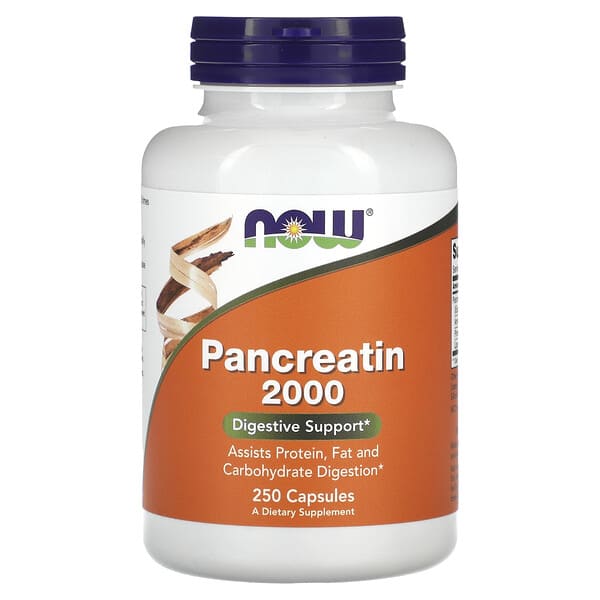 NOW®
Pancreatin
2000
Digestive Support*
Assists Protein, Fat and
Carbohydrate Digestion*
250 Capsules
A Dietary Supplement